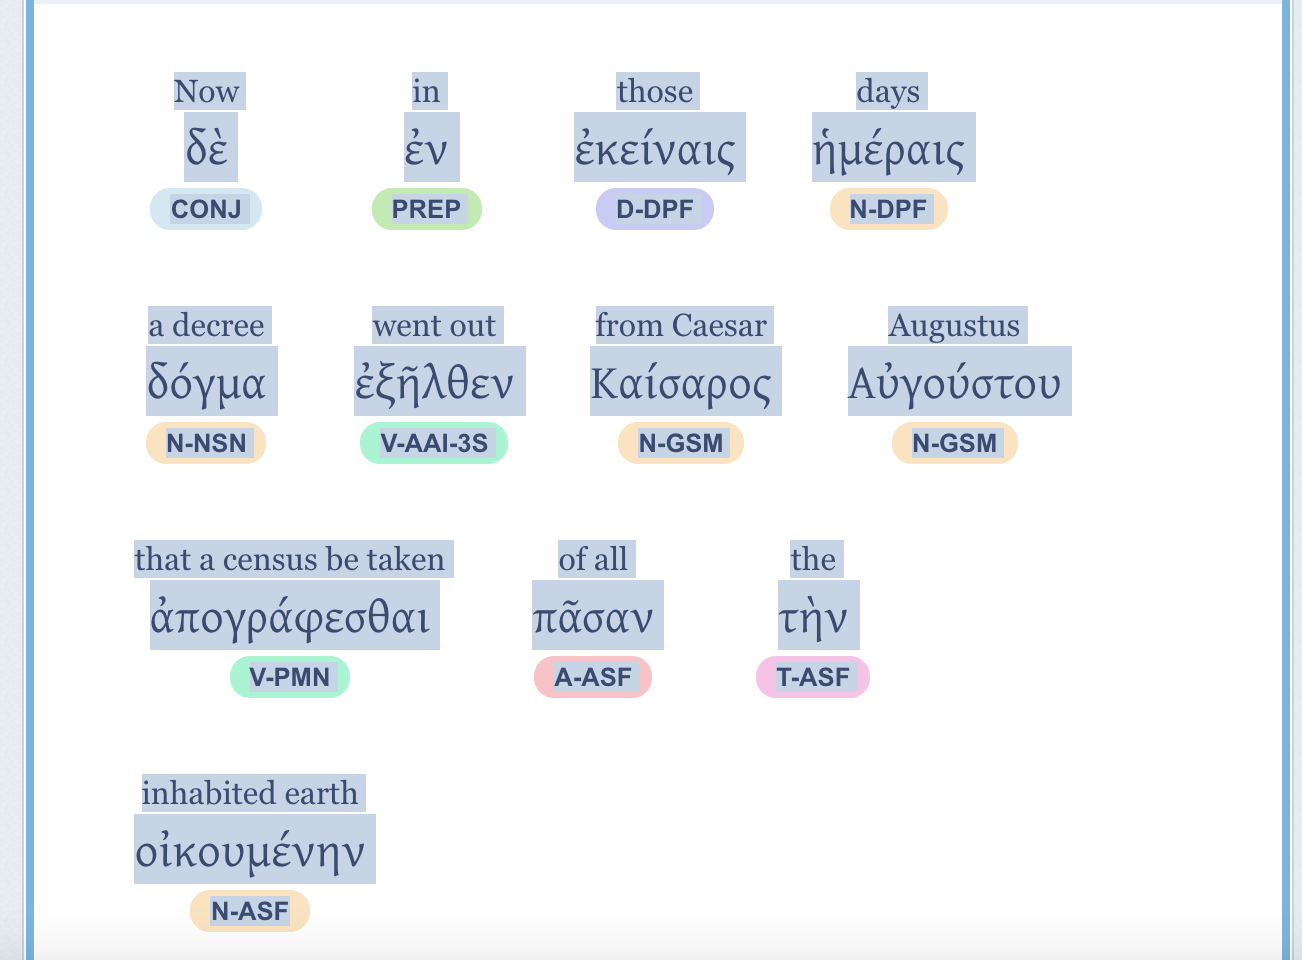 Now in those days
δὲ ἐν ἐκείναις ἡμέραις
CONJ PREP D-DPF N-DPF
a decree went out from Caesar Augustus
δόγμα ἐξῆλθεν Καίσαρος Αὐγούστου
N-NSN V-AAI-3S N-GSM N-GSM
that a census be taken of all the
ἀπογράφεσθαι πᾶσαν τὴν
V-PMN A-ASF T-ASF
inhabited earth
οἰκουμένην
N-ASF